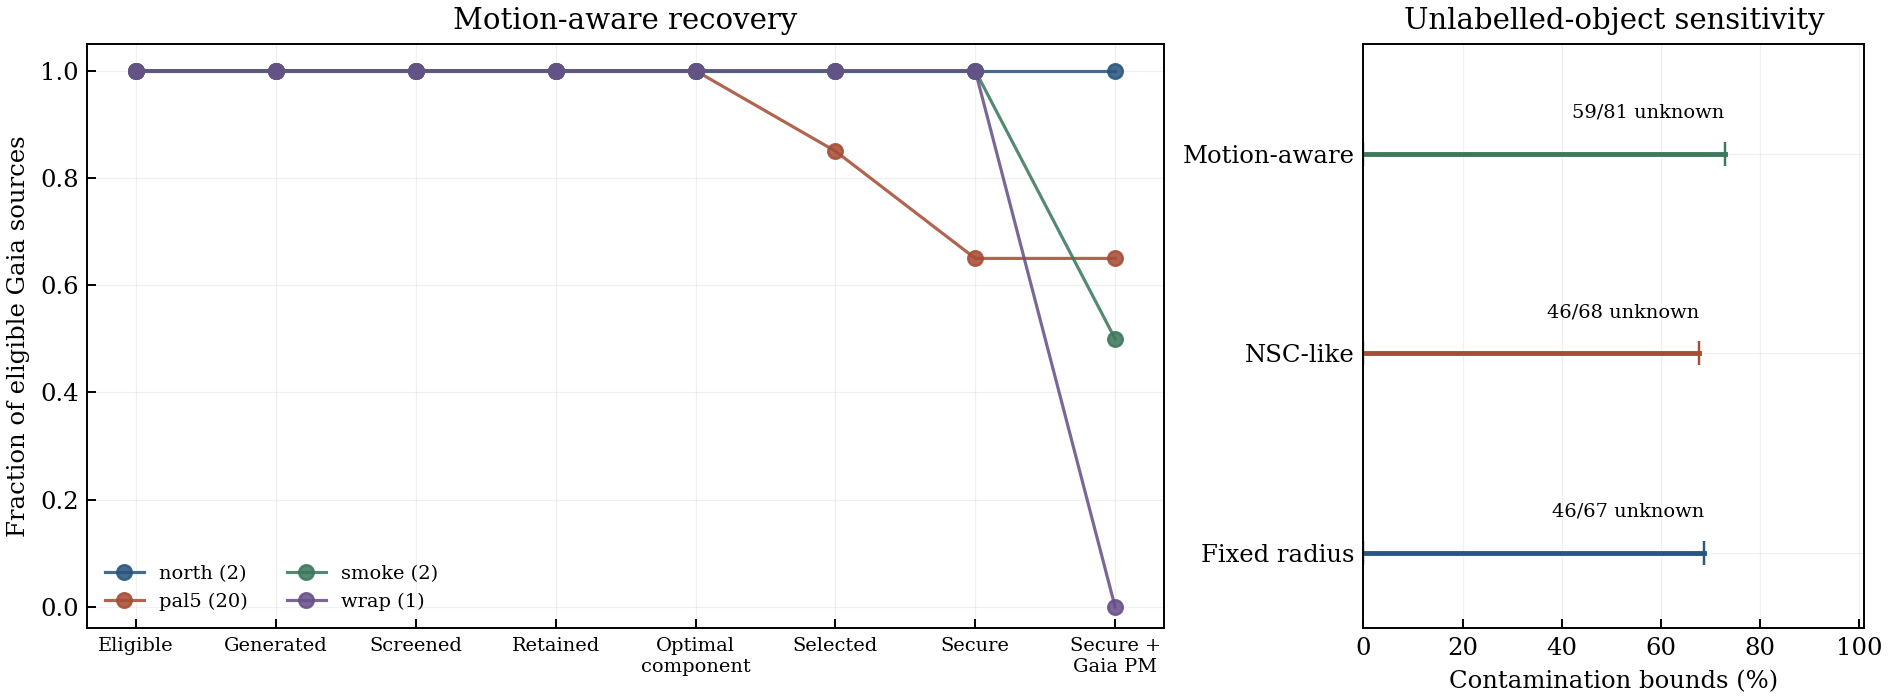 Motion-aware recovery
Fraction of eligible Gaia sources
1.0
0.8
0.6
0.4
0.2
0.0
north (2)
pal5 (20)
smoke (2)
wrap (1)
Eligible
Generated
Screened
Retained
Optimal
component
Selected
Secure
Secure +
Gaia PM
Unlabelled-object sensitivity
59/81 unknown
Motion-aware
46/68 unknown
NSC-like
46/67 unknown
Fixed radius
0
20
40
60
80
100
Contamination bounds (%)